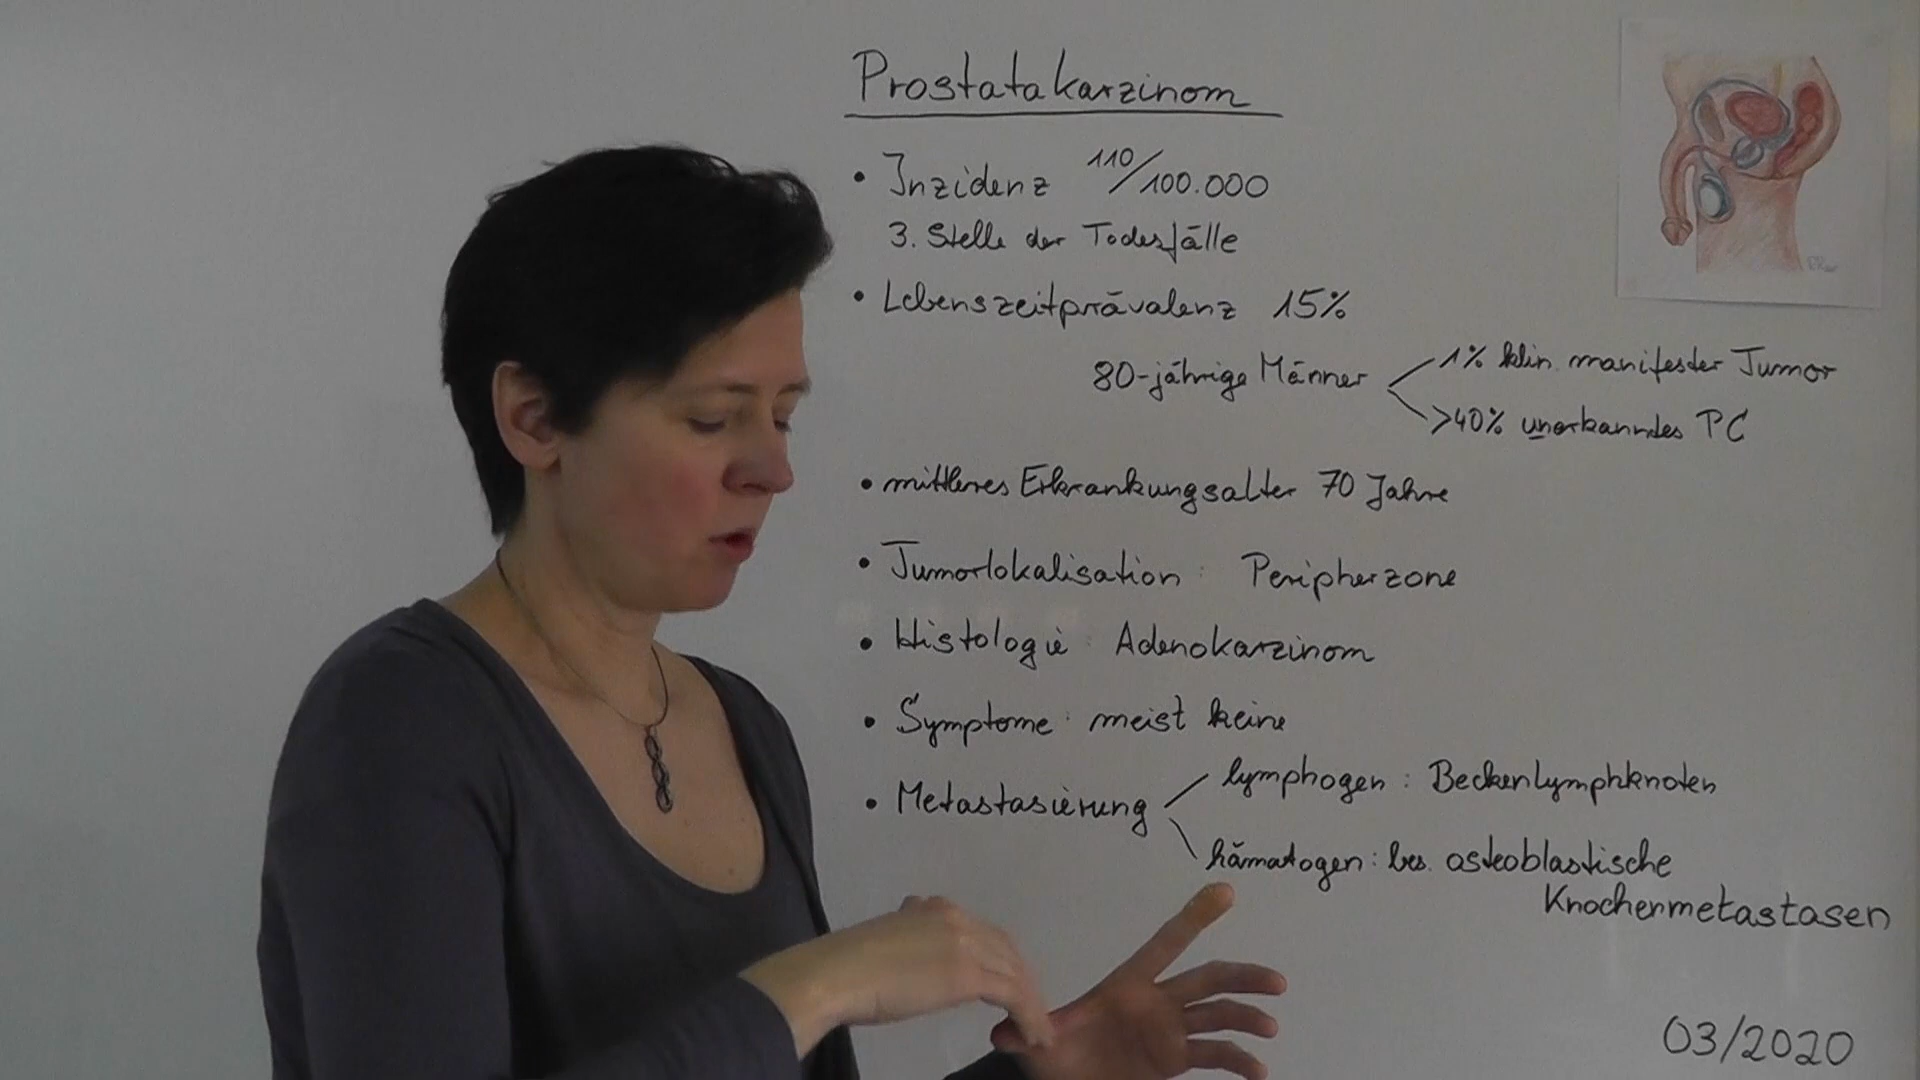 Prostatakarzinom
• Inzidenz 110/100.000
3. Stelle der Todesfälle
• Lebenszeitprävalenz 15%
80-jährige Männer
1% klin. manifester Tumor
>40% unerkanntes PC
• mittleres Erkrankungsalter 70 Jahre
• Tumorlokalisation: Peripherzone
• Histologie: Adenokarzinom
• Symptome: meist keine
• Metastasierung
lymphogen: Beckenlymphknoten
hämatogen: bes. osteoblastische
Knochenmetastasen
03/2020